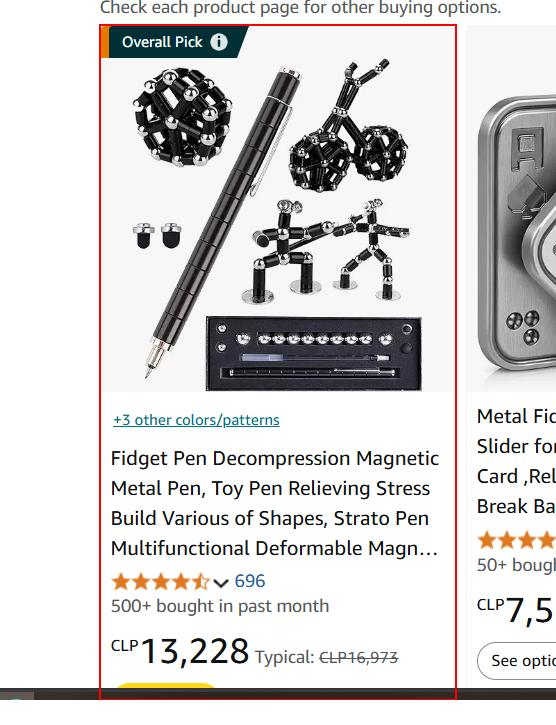 Check each product page for other buying options.
Overall Pick
+3 other colors/patterns
Fidget Pen Decompression Magnetic
Metal Pen, Toy Pen Relieving Stress
Build Various of Shapes, Strato Pen
Multifunctional Deformable Magn...
696
500+ bought in past month
CLP13,228 Typical: CLP16,973
Metal Fid
Slider for
Card ,Rel
Break Ba
50+ bough
CLP7,5
See optio